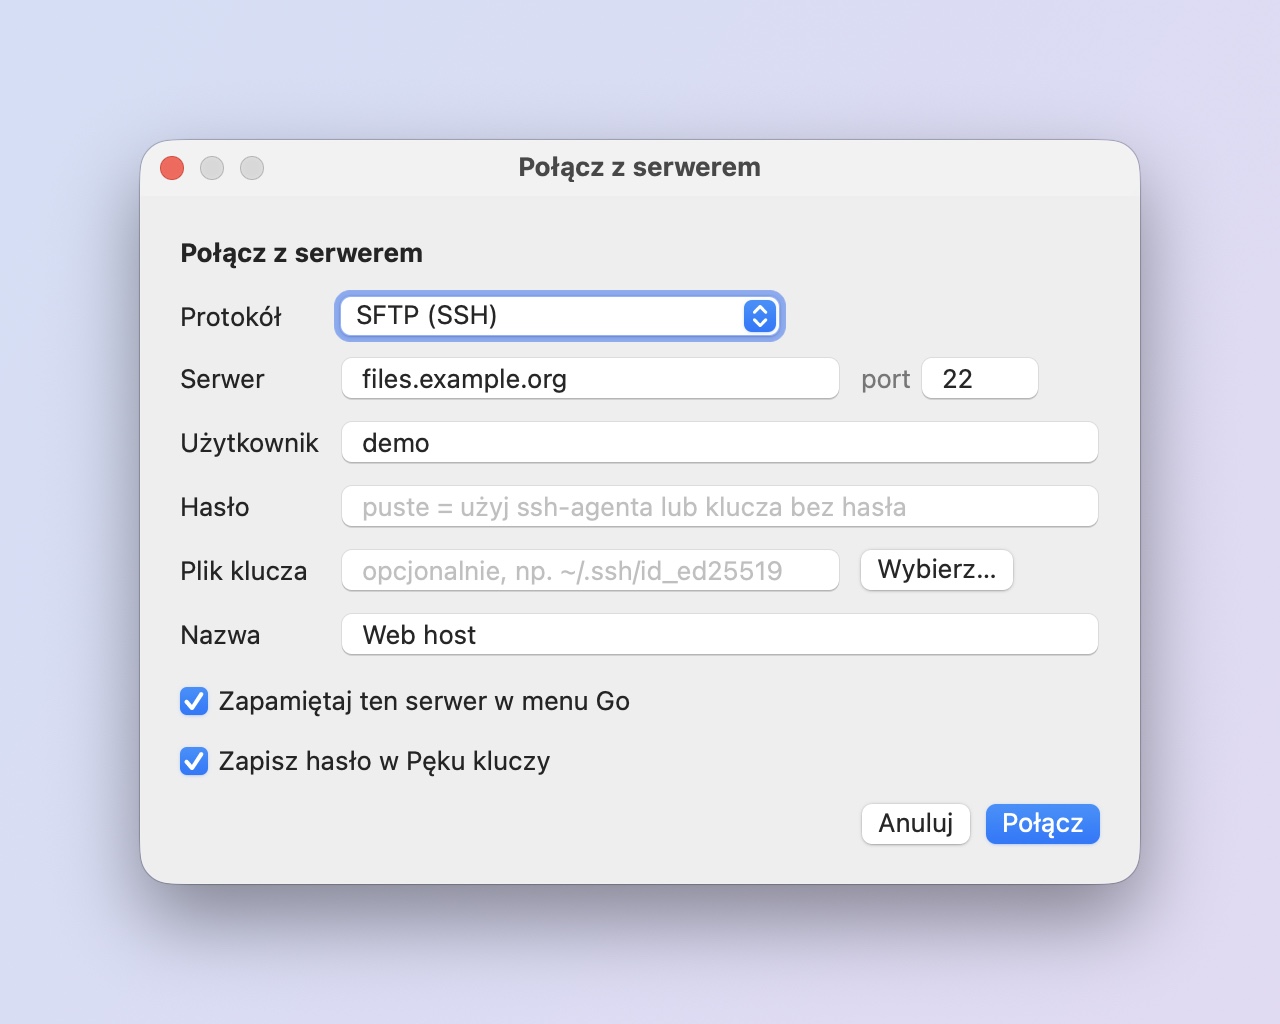 Połącz z serwerem
Połącz z serwerem
Protokół SFTP (SSH)
Serwer files.example.org port 22
Użytkownik demo
Hasło puste = użyj ssh-agenta lub klucza bez hasła
Plik klucza opcjonalnie, np. ~/.ssh/id_ed25519 Wybierz...
Nazwa Web host
Zapamiętaj ten serwer w menu Go
Zapisz hasło w Pęku kluczy
Anuluj Połącz